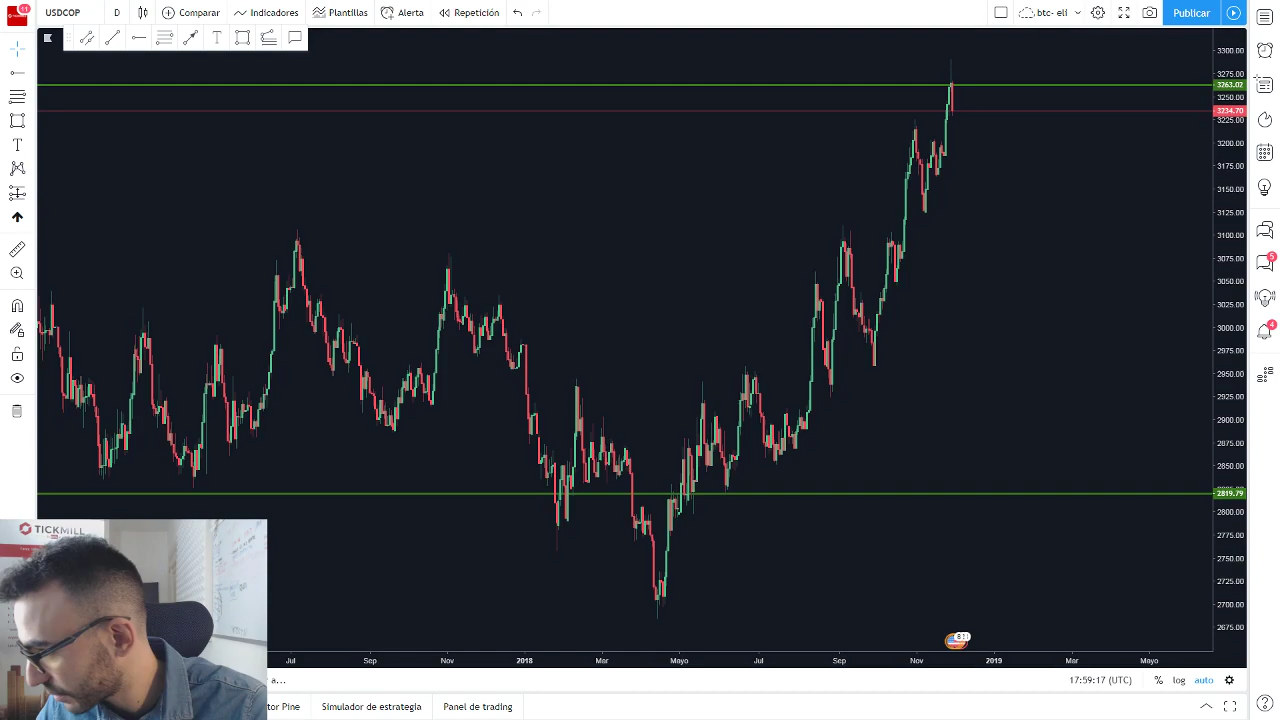 11
USDCOP
D
Comparar
Indicadores
Plantillas
Alerta
Repetición
btc- eli
Publicar
T
T
3300.00
3275.00
3263.02
3250.00
3234.70
3225.00
3200.00
3175.00
3150.00
3125.00
3100.00
3075.00
3050.00
3025.00
3000.00
2975.00
2950.00
2925.00
2900.00
2875.00
2850.00
2819.79
2800.00
2775.00
2750.00
2725.00
2700.00
2675.00
5
4
TICKMILL
Jul
Sep
Nov
2018
Mar
Mayo
Jul
Sep
Nov
2019
Mar
Mayo
a...
17:59:17 (UTC)
%
log
auto
tor Pine
Simulador de estrategia
Panel de trading